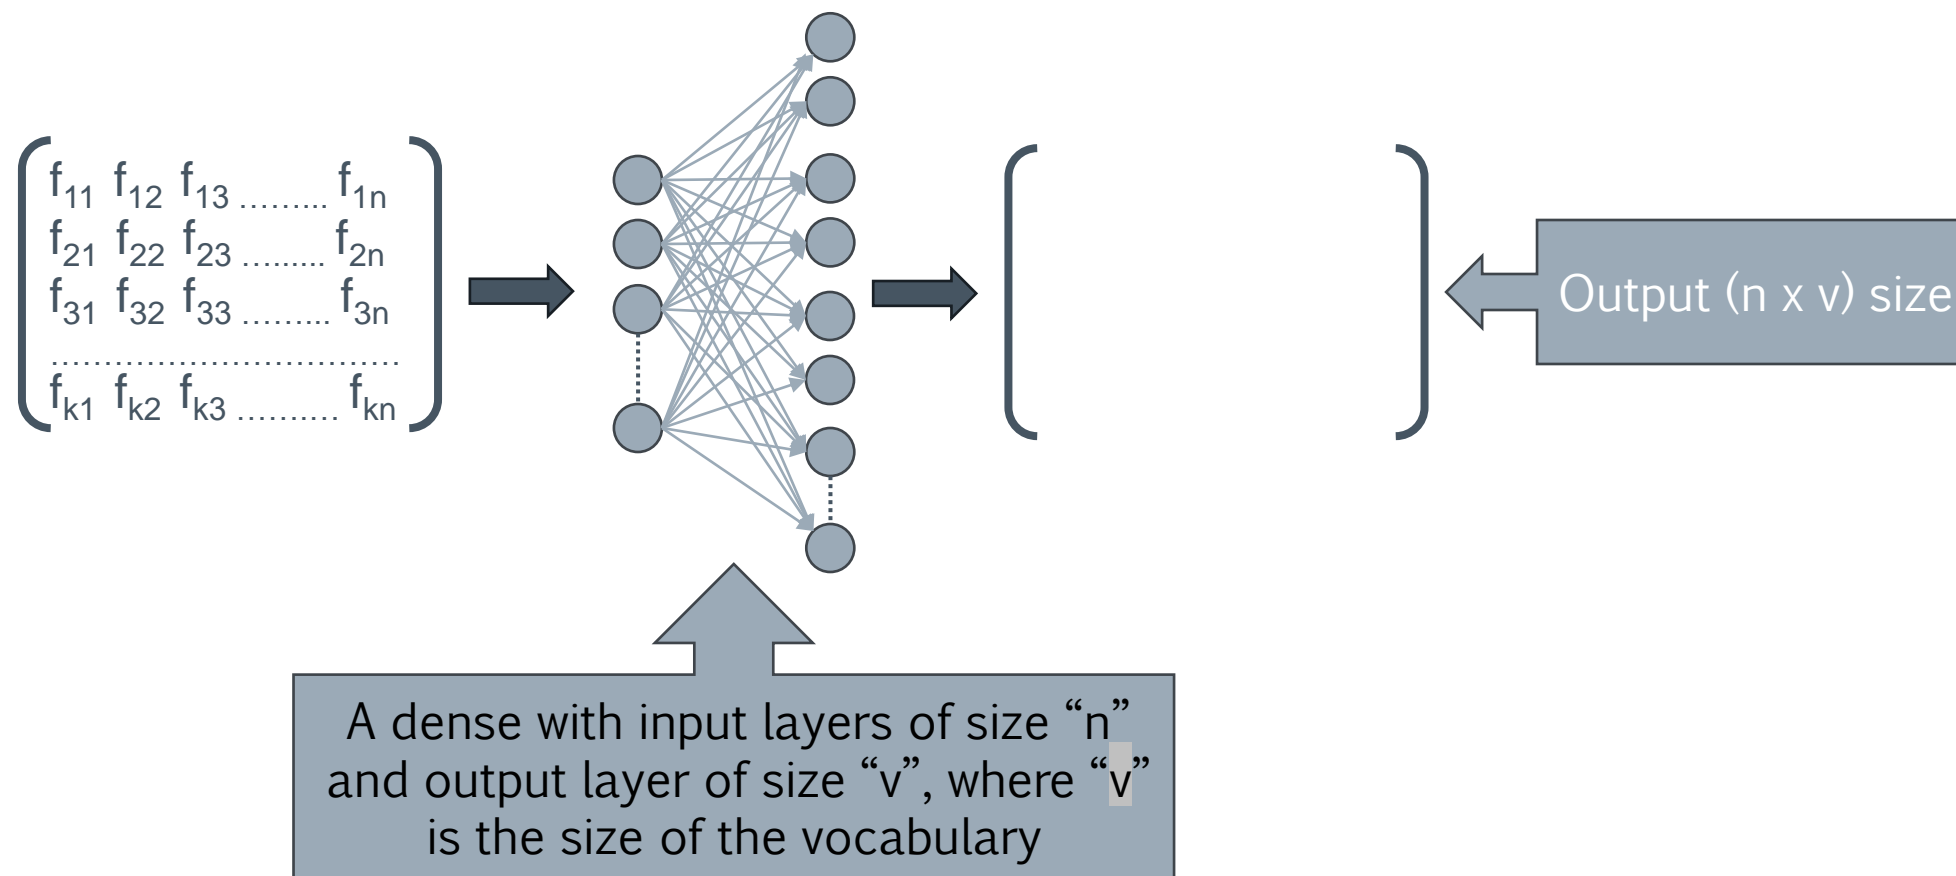 f11 f12 f13 ……... f1n
f21 f22 f23 …...... f2n
f31 f32 f33 ……... f3n
……………………………
fk1 fk2 fk3 ….…… fkn
Output (n x v) size
A dense with input layers of size “n”
and output layer of size “v”, where “v”
is the size of the vocabulary